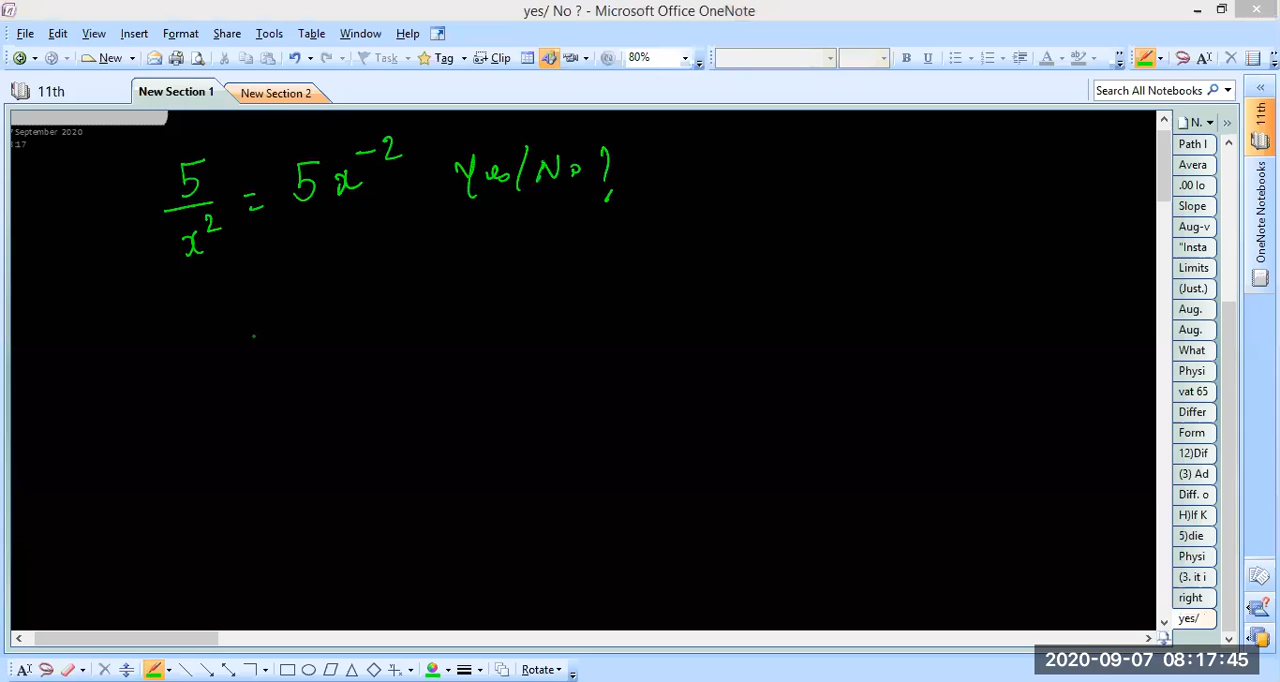 yes/ No ? - Microsoft Office OneNote
File Edit View Insert Format Share Tools Table Window Help
New Task Tag Clip 80% B U
11th New Section 1 New Section 2 Search All Notebooks
September 2020
17
5/x² = 5x⁻² Yes/No ?
N.
Path I
Avera
.00 lo
Slope
Aug-v
"Insta
Limits
(Just.)
Aug.
Aug.
What
Physi
vat 65
Differ
Form
12)Dif
(3) Ad
Diff. o
H)If K
5)die
Physi
(3. it i
right
yes/
11th
OneNote Notebooks
Rotate
2020-09-07 08:17:45